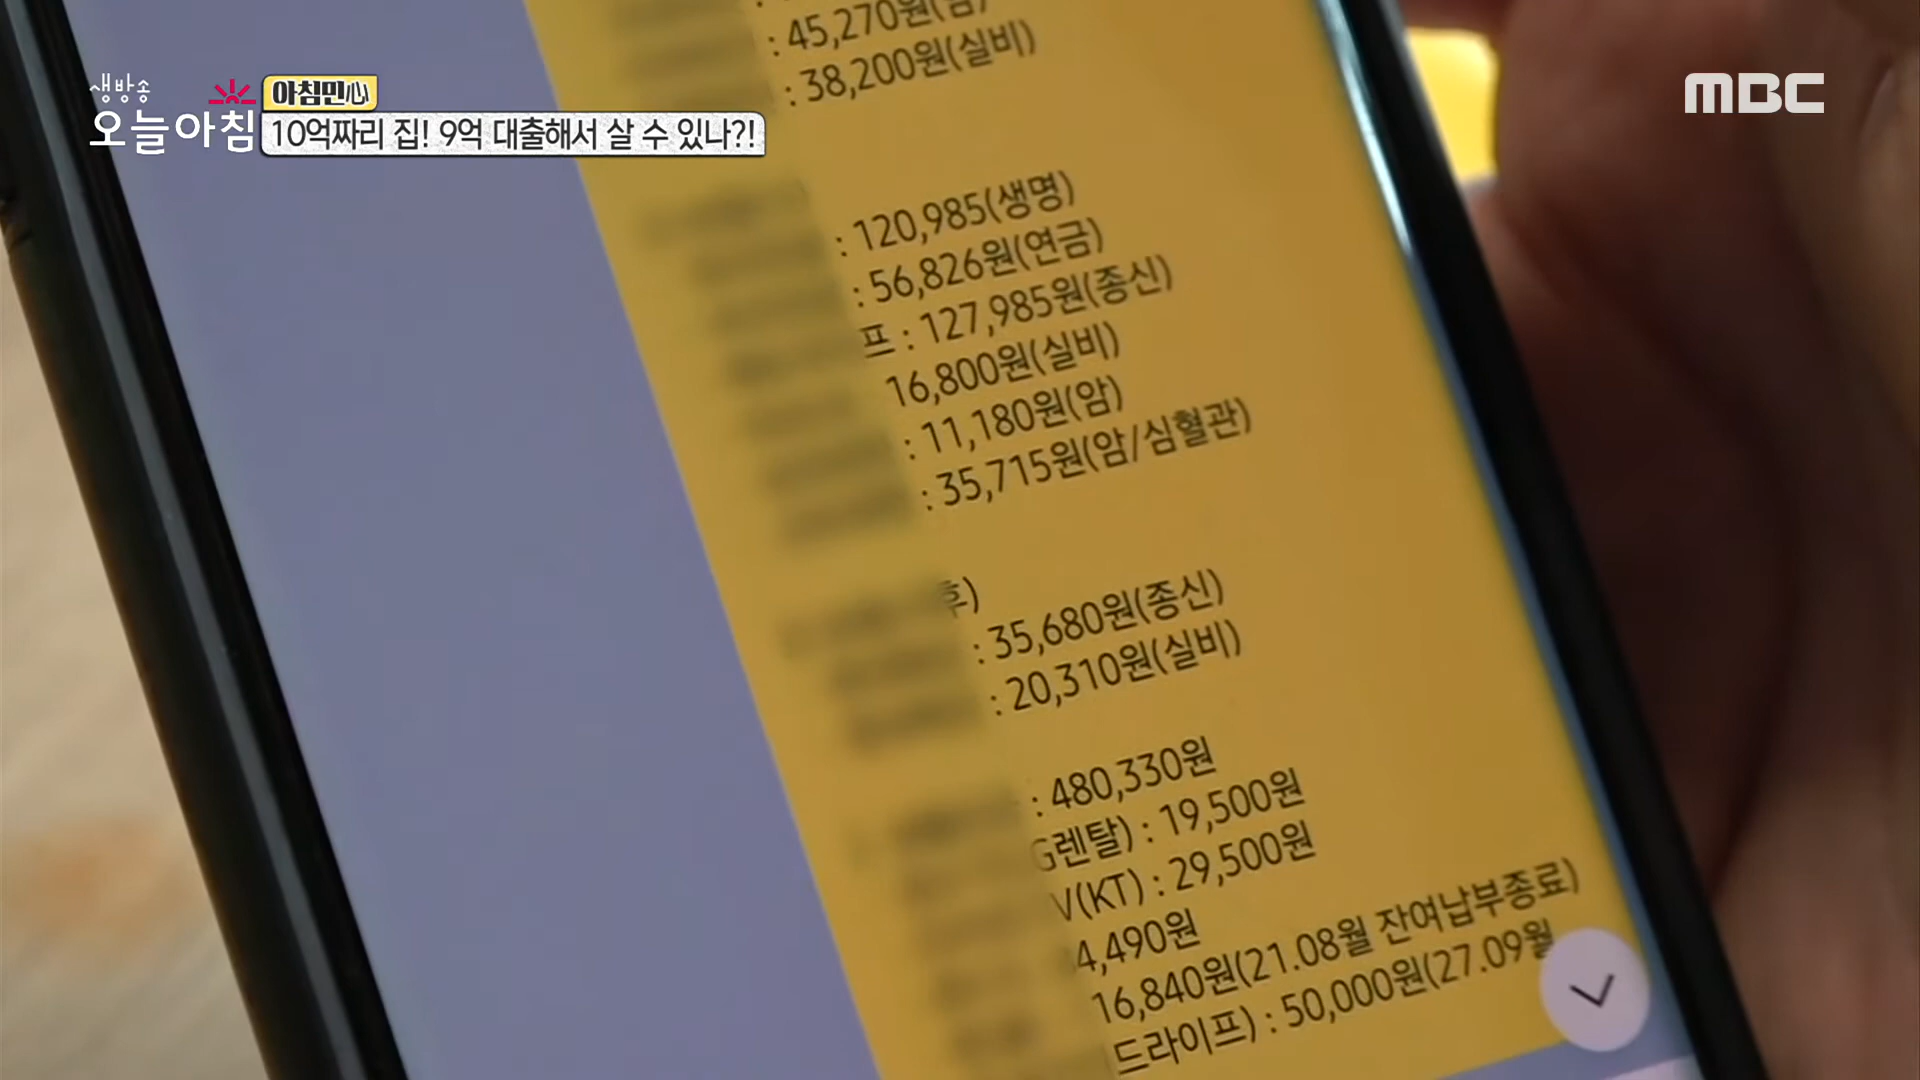 생방송
오늘아침
아침민心
10억짜리 집! 9억 대출해서 살 수 있나?!
MBC
: 45,270원(암)
: 38,200원(실비)
: 120,985(생명)
: 56,826원(연금)
프 : 127,985원(종신)
16,800원(실비)
: 11,180원(암)
: 35,715원(암/심혈관)
후)
: 35,680원(종신)
: 20,310원(실비)
: 480,330원
G렌탈) : 19,500원
V(KT) : 29,500원
4,490원
16,840원(21.08월 잔여납부종료)
드라이프) : 50,000원(27.09월